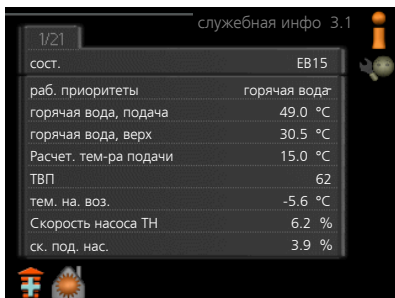 служебная инфо 3.1
1/21
сост. EB15
раб. приоритеты горячая вода
горячая вода, подача 49.0 °C
горячая вода, верх 30.5 °C
Расчет. тем-ра подачи 15.0 °C
ТВП 62
тем. на. воз. -5.6 °C
Скорость насоса ТН 6.2 %
ск. под. нас. 3.9 %